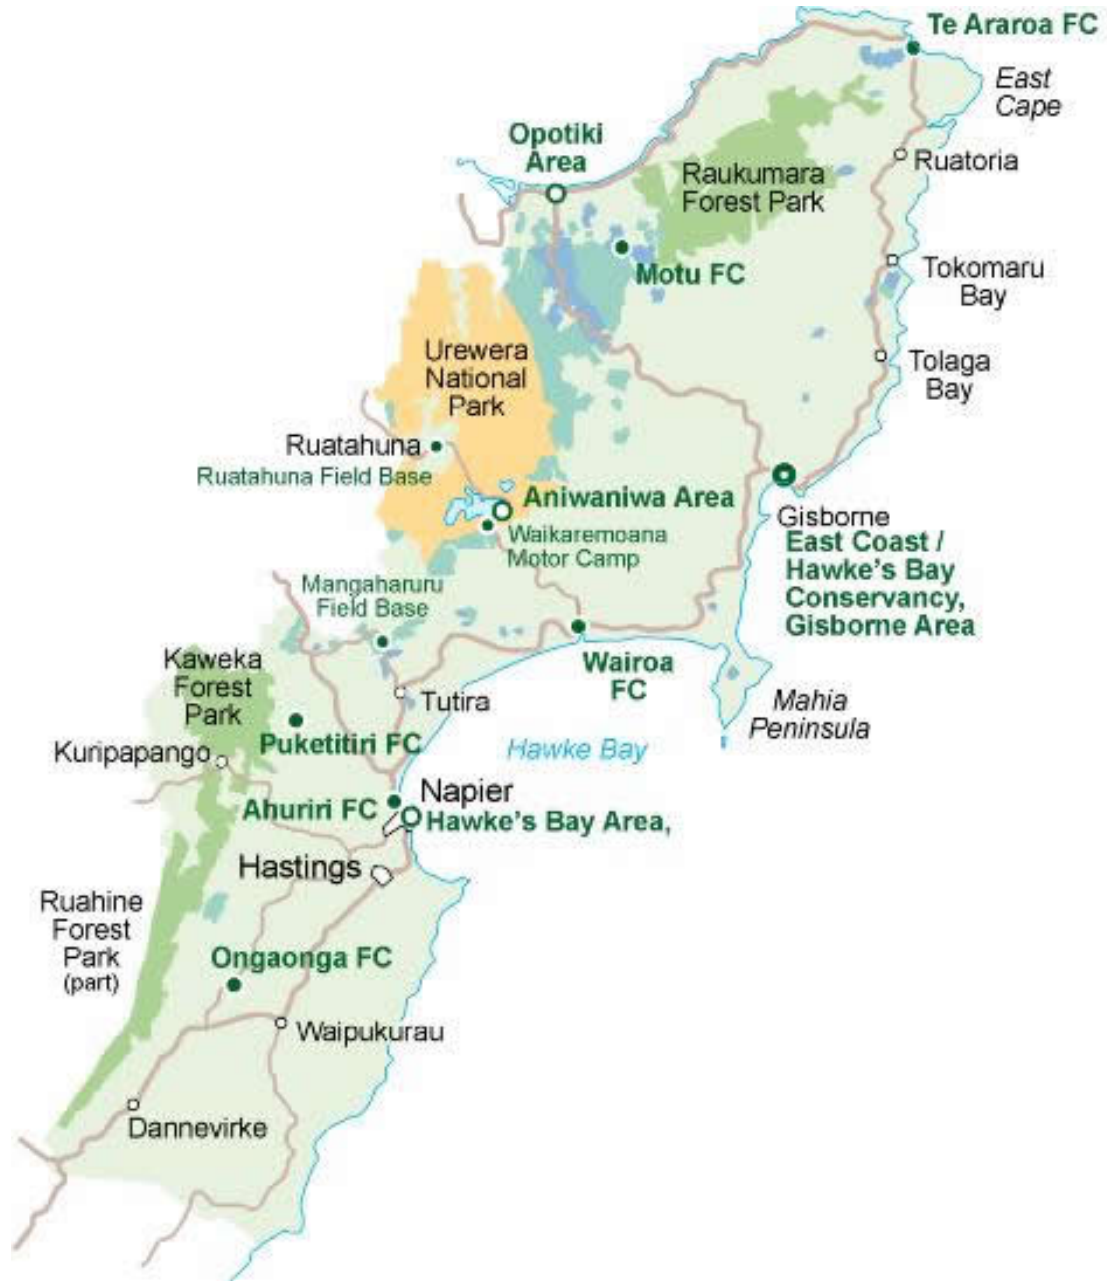 Te Araroa FC
East
Cape
Opotiki
Area
Ruatoria
Raukumara
Forest Park
Motu FC
Tokomaru
Bay
Urewera
National
Park
Tolaga
Bay
Ruatahuna
Ruatahuna Field Base
Aniwaniwa Area
Waikaremoana
Motor Camp
Gisborne
East Coast /
Hawke's Bay
Conservancy,
Gisborne Area
Mangaharuru
Field Base
Kaweka
Forest
Park
Wairoa
FC
Tutira
Mahia
Peninsula
Puketitiri FC
Kuripapango
Hawke Bay
Ahuriri FC
Napier
Hawke's Bay Area,
Hastings
Ruahine
Forest
Park
(part)
Ongaonga FC
Waipukurau
Dannevirke